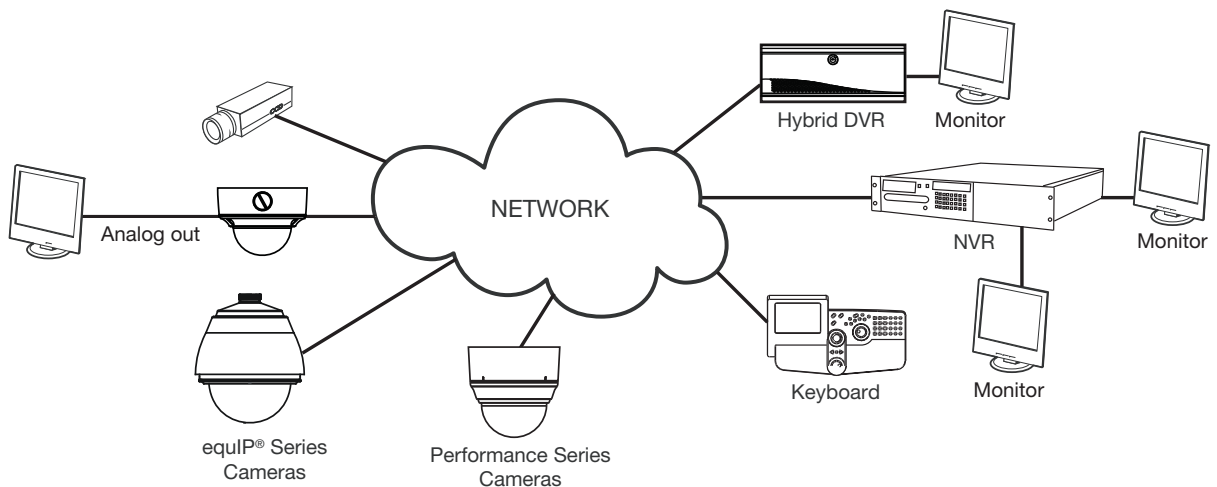 Hybrid DVR
Monitor
NETWORK
Analog out
NVR
Monitor
Keyboard
Monitor
equIP® Series
Cameras
Performance Series
Cameras